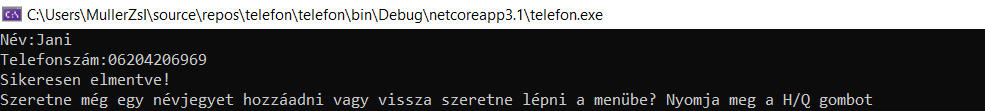 C:\Users\MullerZsl\source\repos\telefon\telefon\bin\Debug\netcoreapp3.1\telefon.exe
Név:Jani
Telefonszám:06204206969
Sikeresen elmentve!
Szeretne még egy névjegyet hozzáadni vagy vissza szeretne lépni a menübe? Nyomja meg a H/Q gombot